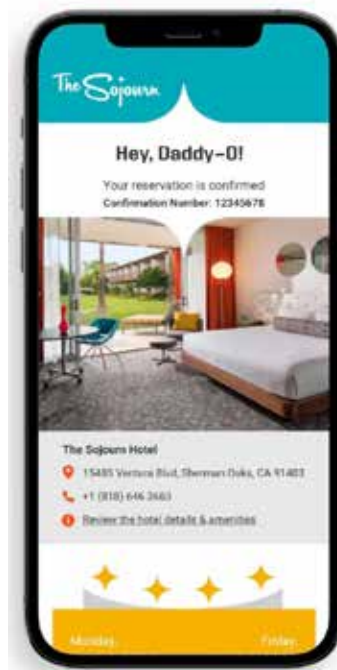 The Sojourn
Hey, Daddy-O!
Your reservation is confirmed
Confirmation Number: 12345678
The Sojourn Hotel
15485 Ventura Blvd, Sherman Oaks, CA 91403
+1 (818) 646
Review the hotel details & amenities
Monday,
Friday,